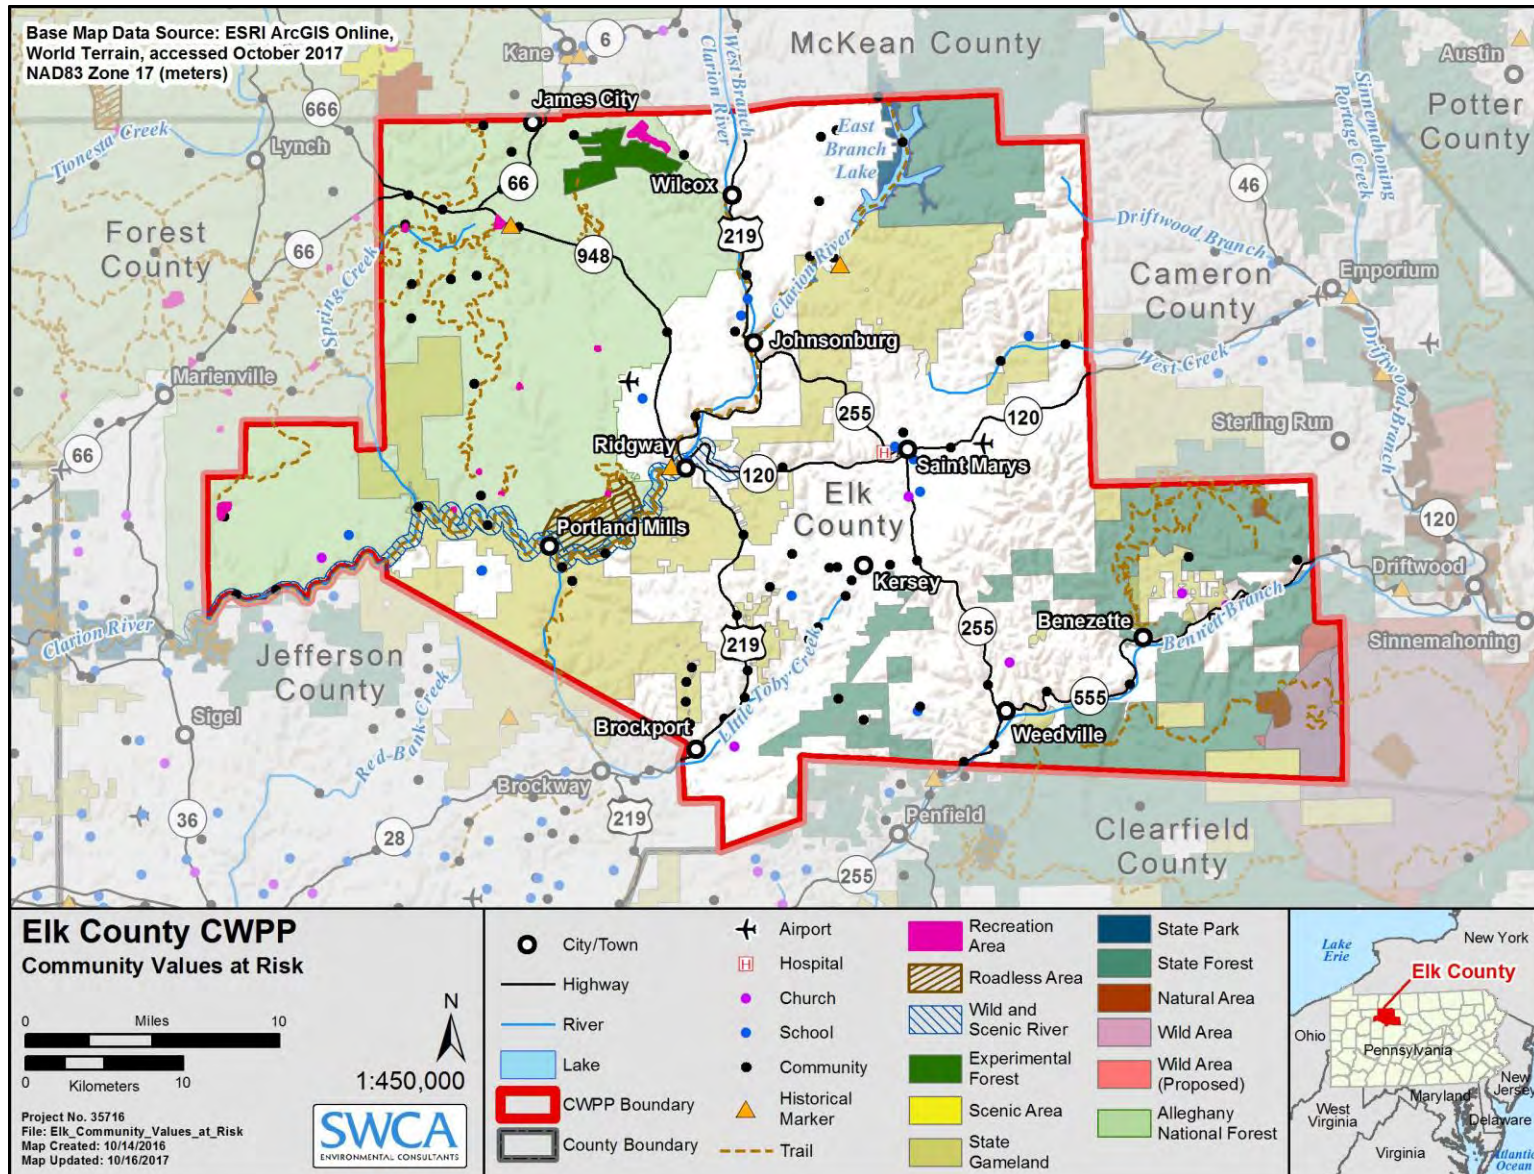 Base Map Data Source: ESRI ArcGIS Online,
World Terrain, accessed October 2017
NAD83 Zone 17 (meters)
Kane
6
McKean County
Austin
Potter
County
James City
666
Tionesta Creek
Lynch
West Branch
Clarion River
East
Branch
Lake
Sinnemahoning
Portage Creek
66
Wilcox
46
Forest
County
66
219
948
Driftwood Branch
Cameron
County
Emporium
Spring Creek
Clarion River
Johnsonburg
West Creek
Driftwood Branch
Marienville
255
120
Sterling Run
66
Ridgway
Saint Marys
120
Elk
County
Portland Mills
120
Kersey
Driftwood
Clarion River
Jefferson
County
219
255
Benezette
Bennett Branch
Sinnemahoning
Little Toby Creek
Sigel
Red Bank Creek
555
Brockport
Weedville
Brockway
219
Penfield
Clearfield
County
36
28
255
Elk County CWPP
Community Values at Risk
N
0 Miles 10
0 Kilometers 10
1:450,000
Project No. 35716
File: Elk_Community_Values_at_Risk
Map Created: 10/14/2016
Map Updated: 10/16/2017
SWCA
ENVIRONMENTAL CONSULTANTS
City/Town
Highway
River
Lake
CWPP Boundary
County Boundary
Airport
H
Hospital
Church
School
Community
Historical
Marker
Trail
Recreation
Area
Roadless Area
Wild and
Scenic River
Experimental
Forest
Scenic Area
State
Gameland
State Park
State Forest
Natural Area
Wild Area
Wild Area
(Proposed)
Alleghany
National Forest
Lake
Erie
New York
Elk County
Ohio
Pennsylvania
New
Jersey
Maryland
West
Virginia
Delaware
Virginia
Atlantic
Ocean